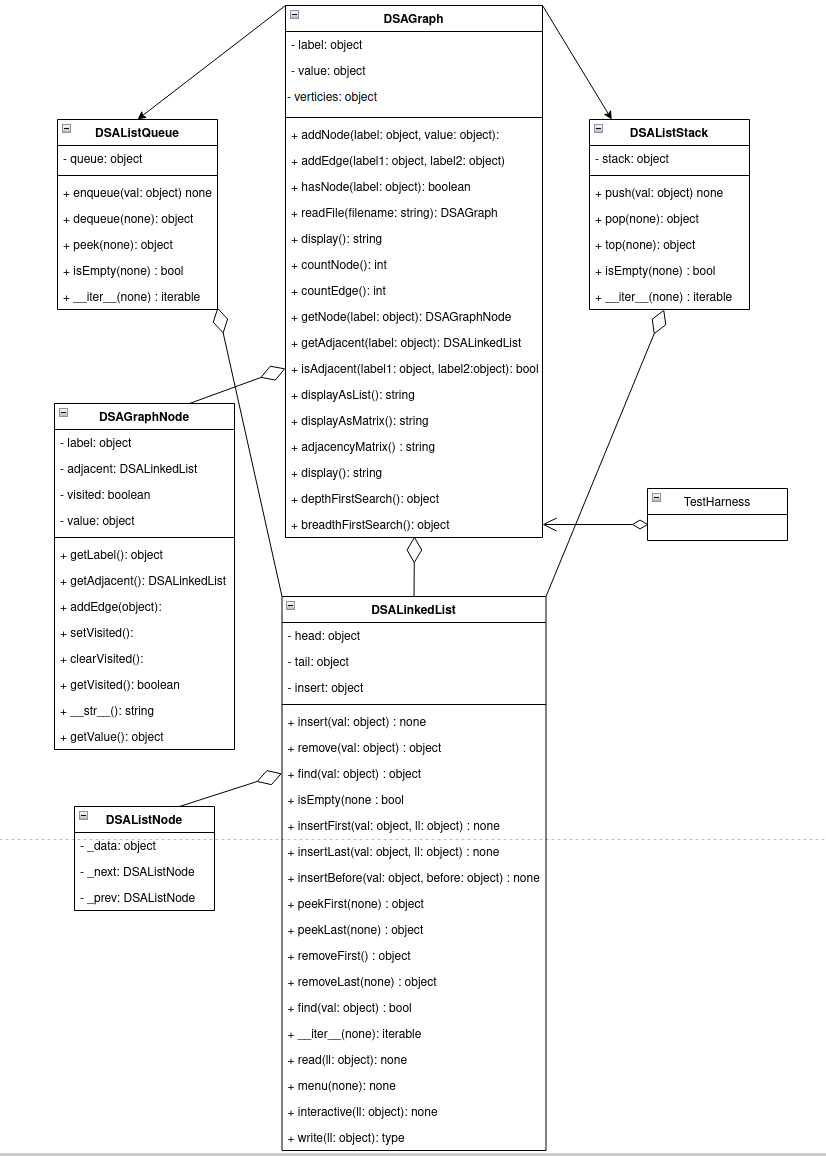 DSAGraph
- label: object
- value: object
- verticies: object
+ addNode(label: object, value: object):
+ addEdge(label1: object, label2: object)
+ hasNode(label: object): boolean
+ readFile(filename: string): DSAGraph
+ display(): string
+ countNode(): int
+ countEdge(): int
+ getNode(label: object): DSAGraphNode
+ getAdjacent(label: object): DSALinkedList
+ isAdjacent(label1: object, label2:object): bool
+ displayAsList(): string
+ displayAsMatrix(): string
+ adjacencyMatrix() : string
+ display(): string
+ depthFirstSearch(): object
+ breadthFirstSearch(): object
DSAListQueue
- queue: object
+ enqueue(val: object) none
+ dequeue(none): object
+ peek(none): object
+ isEmpty(none) : bool
+ __iter__(none) : iterable
DSAListStack
- stack: object
+ push(val: object) none
+ pop(none): object
+ top(none): object
+ isEmpty(none) : bool
+ __iter__(none) : iterable
DSAGraphNode
- label: object
- adjacent: DSALinkedList
- visited: boolean
- value: object
+ getLabel(): object
+ getAdjacent(): DSALinkedList
+ addEdge(object):
+ setVisited():
+ clearVisited():
+ getVisited(): boolean
+ __str__(): string
+ getValue(): object
TestHarness
DSALinkedList
- head: object
- tail: object
- insert: object
+ insert(val: object) : none
+ remove(val: object) : object
+ find(val: object) : object
+ isEmpty(none : bool
+ insertFirst(val: object, ll: object) : none
+ insertLast(val: object, ll: object) : none
+ insertBefore(val: object, before: object) : none
+ peekFirst(none) : object
+ peekLast(none) : object
+ removeFirst() : object
+ removeLast(none) : object
+ find(val: object) : bool
+ __iter__(none): iterable
+ read(ll: object): none
+ menu(none): none
+ interactive(ll: object): none
+ write(ll: object): type
DSAListNode
- _data: object
- _next: DSAListNode
- _prev: DSAListNode